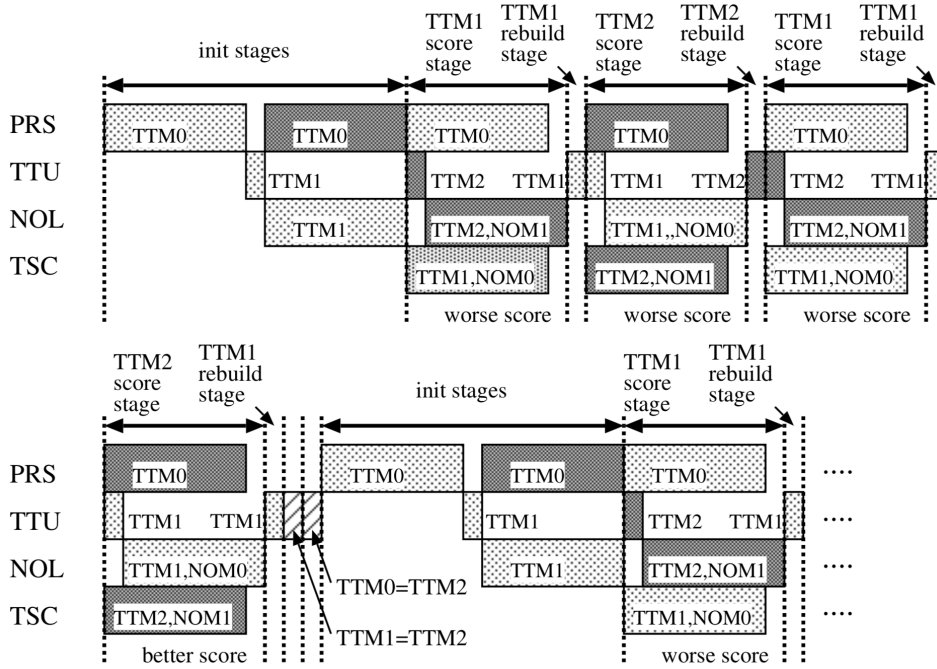 init stages
TTM1
score
stage
TTM1
rebuild
stage
TTM2
score
stage
TTM2
rebuild
stage
TTM1
score
stage
TTM1
rebuild
stage
PRS
TTM0
TTM0
TTM0
TTM0
TTM0
TTU
TTM1
TTM2
TTM1
TTM1
TTM2
TTM2
TTM1
NOL
TTM1
TTM2,NOM1
TTM1,,NOM0
TTM2,NOM1
TSC
TTM1,NOM0
TTM2,NOM1
TTM1,NOM0
worse score
worse score
worse score
TTM2
score
stage
TTM1
rebuild
stage
init stages
TTM1
score
stage
TTM1
rebuild
stage
PRS
TTM0
TTM0
TTM0
TTM0
....
TTU
TTM1
TTM1
TTM1
TTM2
TTM1
....
NOL
TTM1,NOM0
TTM1
TTM2,NOM1
....
TTM0=TTM2
TSC
TTM2,NOM1
TTM1,NOM0
....
TTM1=TTM2
better score
worse score